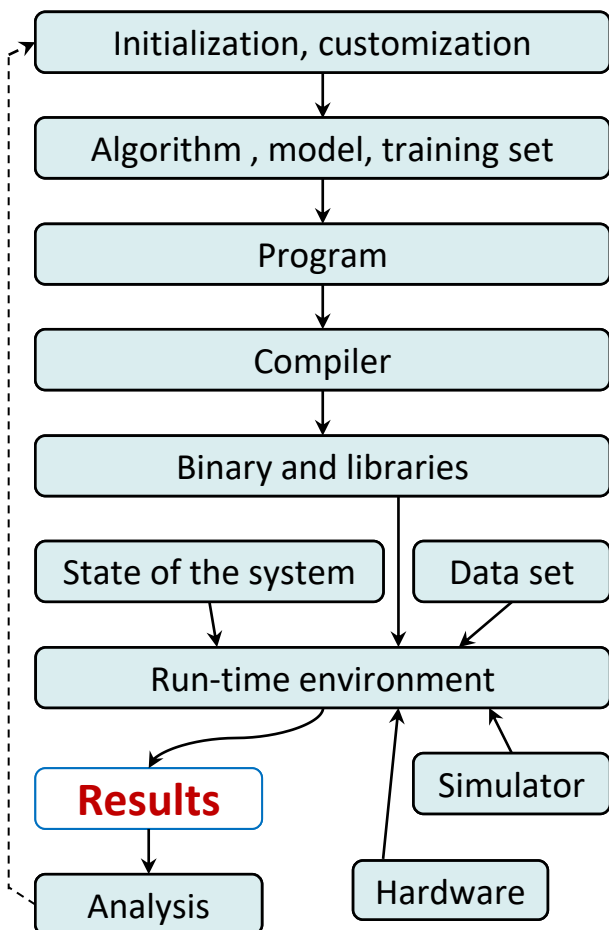 Initialization, customization
Algorithm , model, training set
Program
Compiler
Binary and libraries
State of the system
Data set
Run-time environment
Results
Simulator
Analysis
Hardware